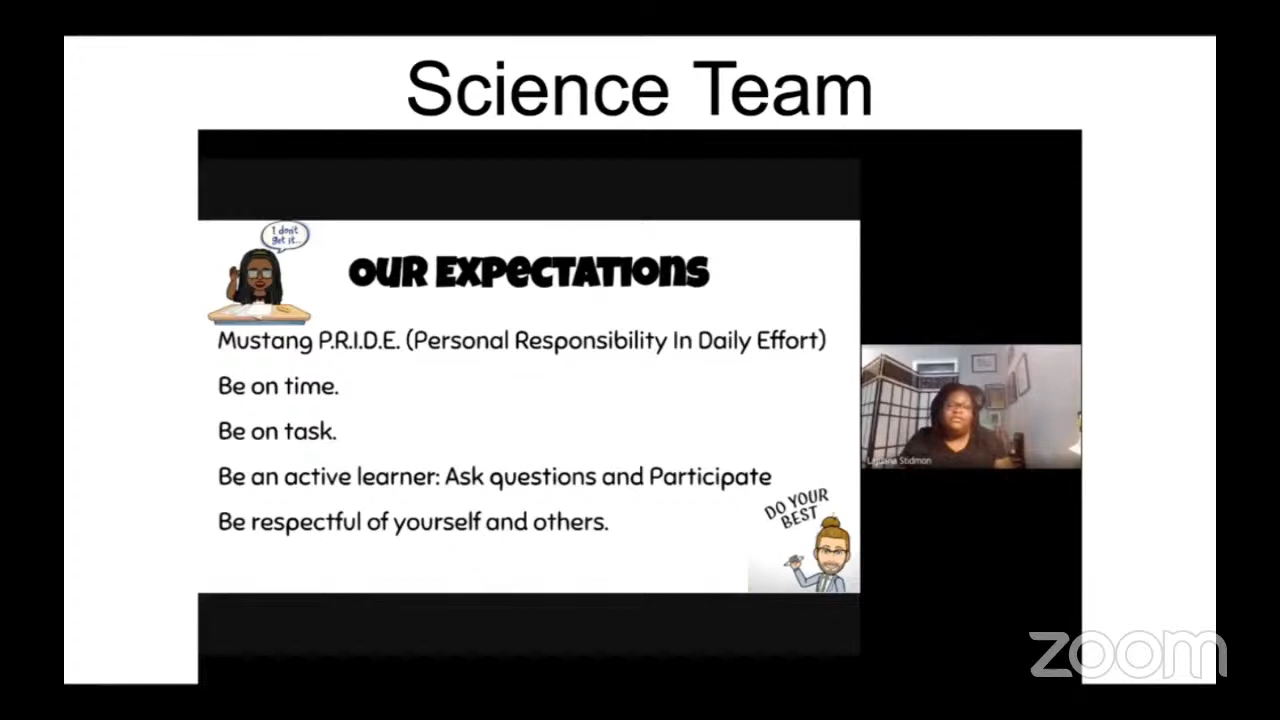 Science Team
I don't
get it...
OUR EXPECTATIONS
Mustang P.R.I.D.E. (Personal Responsibility In Daily Effort)
Be on time.
Be on task.
Be an active learner: Ask questions and Participate
Be respectful of yourself and others.
DO YOUR
BEST
Stidmon
zoom